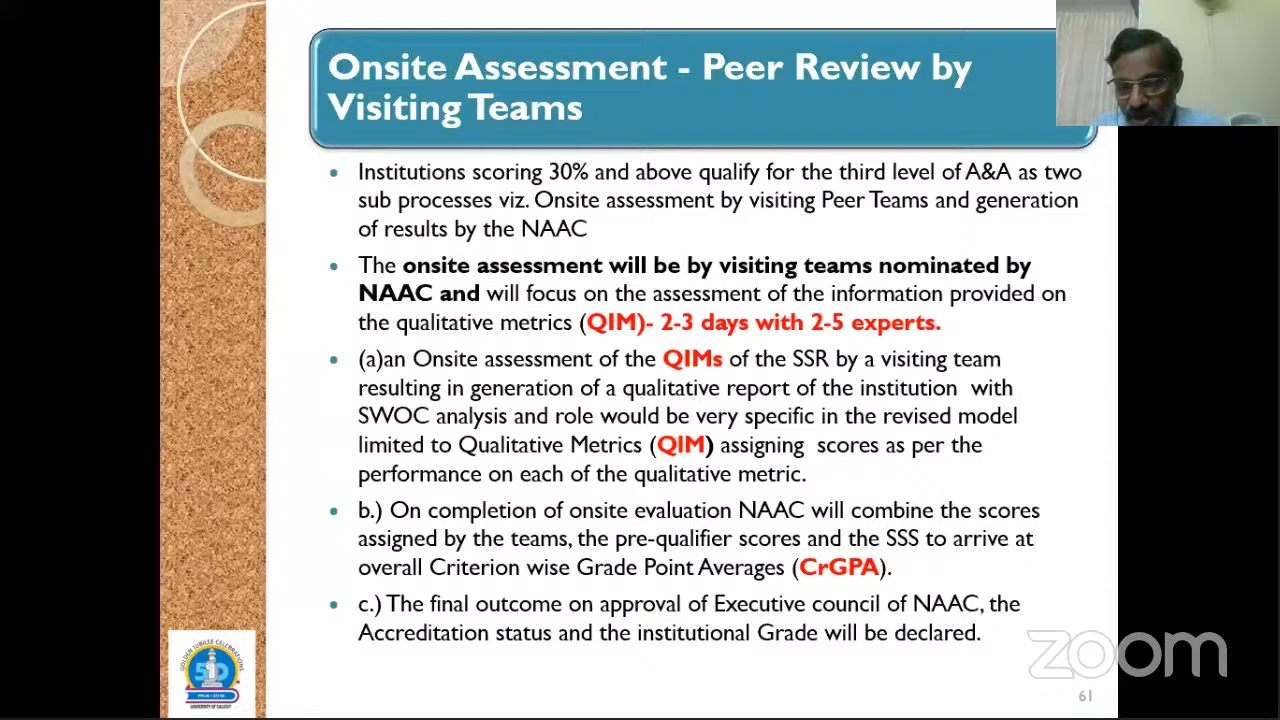 Onsite Assessment - Peer Review by
Visiting Teams
Institutions scoring 30% and above qualify for the third level of A&A as two
sub processes viz. Onsite assessment by visiting Peer Teams and generation
of results by the NAAC
The onsite assessment will be by visiting teams nominated by
NAAC and will focus on the assessment of the information provided on
the qualitative metrics (QIM)- 2-3 days with 2-5 experts.
(a)an Onsite assessment of the QIMs of the SSR by a visiting team
resulting in generation of a qualitative report of the institution with
SWOC analysis and role would be very specific in the revised model
limited to Qualitative Metrics (QIM) assigning scores as per the
performance on each of the qualitative metric.
b.) On completion of onsite evaluation NAAC will combine the scores
assigned by the teams, the pre-qualifier scores and the SSS to arrive at
overall Criterion wise Grade Point Averages (CrGPA).
c.) The final outcome on approval of Executive council of NAAC, the
Accreditation status and the institutional Grade will be declared.
zoom
GOLDEN JUBILEE CELEBRATIONS
50
UNIVERSITY OF CALICUT
61